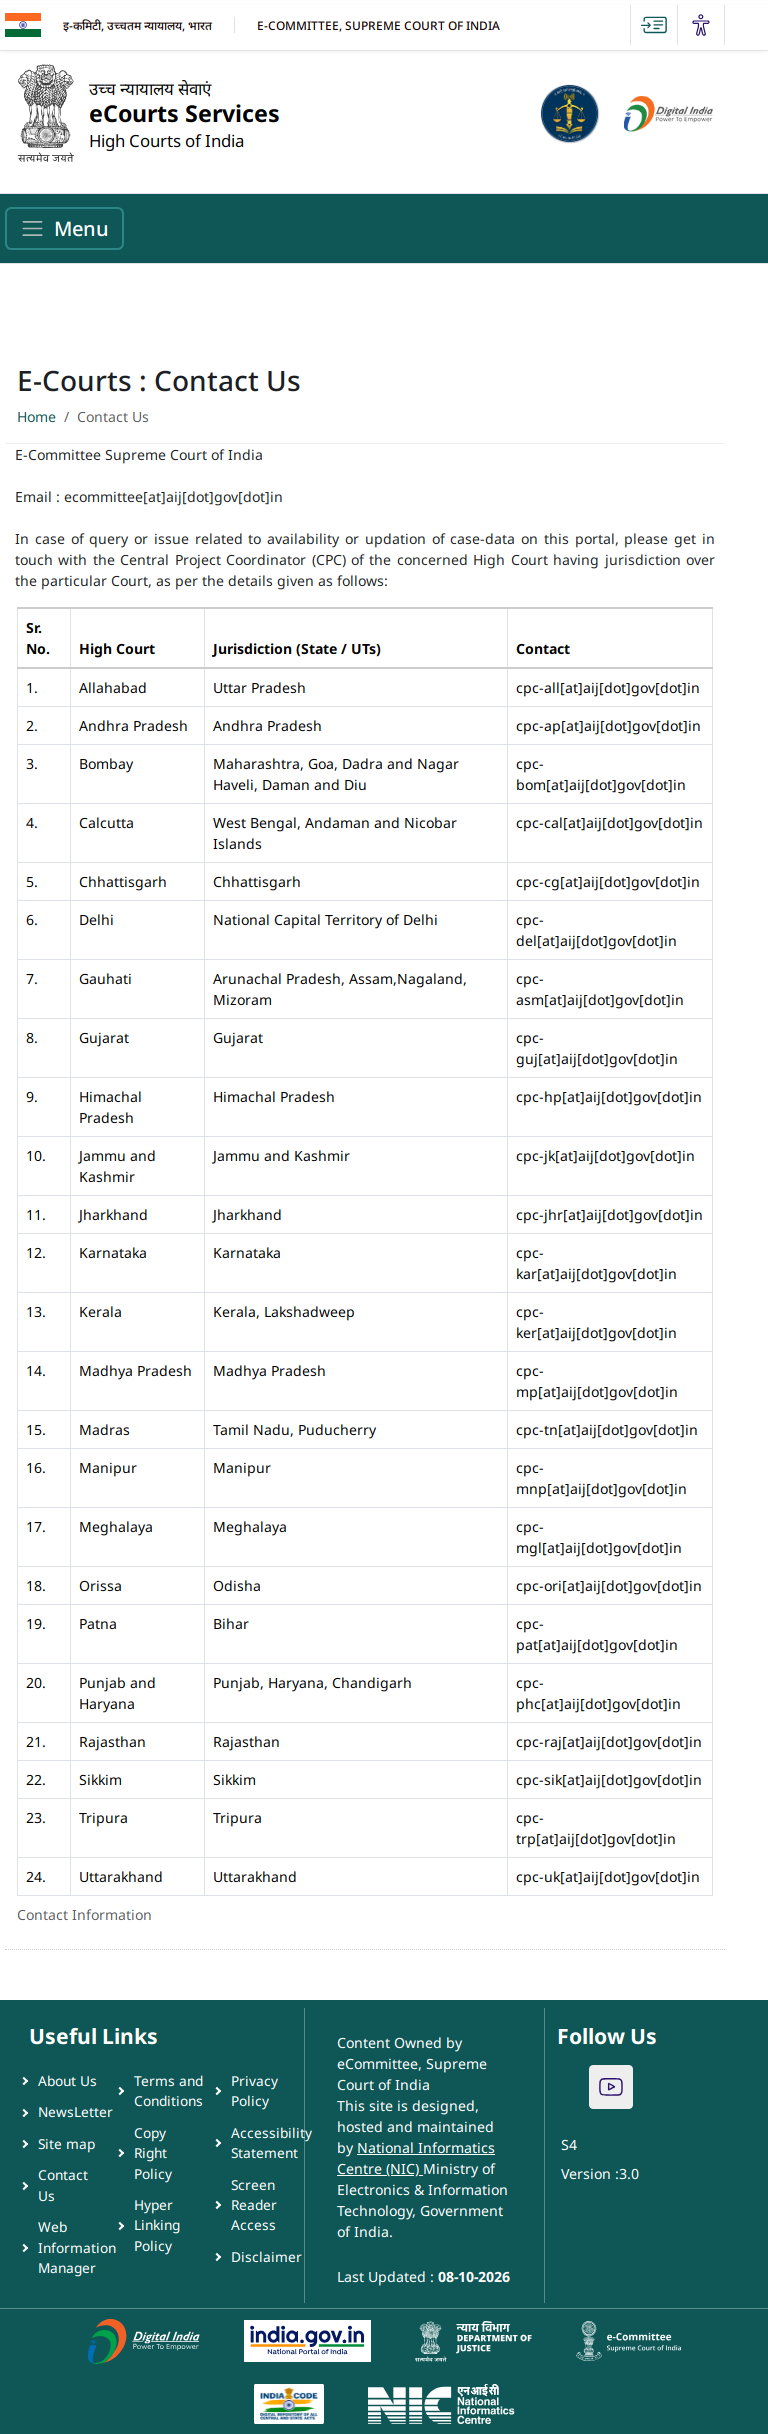 इ-कमिटी, उच्चतम न्यायालय, भारत
E-COMMITTEE, SUPREME COURT OF INDIA
उच्च न्यायालय सेवाएं
eCourts Services
High Courts of India
सत्यमेव जयते
Digital India
Power To Empower
Menu
E-Courts : Contact Us
Home / Contact Us
E-Committee Supreme Court of India
Email : ecommittee[at]aij[dot]gov[dot]in
In case of query or issue related to availability or updation of case-data on this portal, please get in
touch with the Central Project Coordinator (CPC) of the concerned High Court having jurisdiction over
the particular Court, as per the details given as follows:
Sr. No. High Court Jurisdiction (State / UTs) Contact
1. Allahabad Uttar Pradesh cpc-all[at]aij[dot]gov[dot]in
2. Andhra Pradesh Andhra Pradesh cpc-ap[at]aij[dot]gov[dot]in
3. Bombay Maharashtra, Goa, Dadra and Nagar Haveli, Daman and Diu cpc-bom[at]aij[dot]gov[dot]in
4. Calcutta West Bengal, Andaman and Nicobar Islands cpc-cal[at]aij[dot]gov[dot]in
5. Chhattisgarh Chhattisgarh cpc-cg[at]aij[dot]gov[dot]in
6. Delhi National Capital Territory of Delhi cpc-del[at]aij[dot]gov[dot]in
7. Gauhati Arunachal Pradesh, Assam,Nagaland, Mizoram cpc-asm[at]aij[dot]gov[dot]in
8. Gujarat Gujarat cpc-guj[at]aij[dot]gov[dot]in
9. Himachal Pradesh Himachal Pradesh cpc-hp[at]aij[dot]gov[dot]in
10. Jammu and Kashmir Jammu and Kashmir cpc-jk[at]aij[dot]gov[dot]in
11. Jharkhand Jharkhand cpc-jhr[at]aij[dot]gov[dot]in
12. Karnataka Karnataka cpc-kar[at]aij[dot]gov[dot]in
13. Kerala Kerala, Lakshadweep cpc-ker[at]aij[dot]gov[dot]in
14. Madhya Pradesh Madhya Pradesh cpc-mp[at]aij[dot]gov[dot]in
15. Madras Tamil Nadu, Puducherry cpc-tn[at]aij[dot]gov[dot]in
16. Manipur Manipur cpc-mnp[at]aij[dot]gov[dot]in
17. Meghalaya Meghalaya cpc-mgl[at]aij[dot]gov[dot]in
18. Orissa Odisha cpc-ori[at]aij[dot]gov[dot]in
19. Patna Bihar cpc-pat[at]aij[dot]gov[dot]in
20. Punjab and Haryana Punjab, Haryana, Chandigarh cpc-phc[at]aij[dot]gov[dot]in
21. Rajasthan Rajasthan cpc-raj[at]aij[dot]gov[dot]in
22. Sikkim Sikkim cpc-sik[at]aij[dot]gov[dot]in
23. Tripura Tripura cpc-trp[at]aij[dot]gov[dot]in
24. Uttarakhand Uttarakhand cpc-uk[at]aij[dot]gov[dot]in
Contact Information
Useful Links
About Us
NewsLetter
Site map
Contact
Us
Web
Information
Manager
Terms and
Conditions
Copy
Right
Policy
Hyper
Linking
Policy
Privacy
Policy
Accessibility
Statement
Screen
Reader
Access
Disclaimer
Content Owned by
eCommittee, Supreme
Court of India
This site is designed,
hosted and maintained
by National Informatics
Centre (NIC) Ministry of
Electronics & Information
Technology, Government
of India.
Last Updated : 08-10-2026
Follow Us
S4
Version :3.0
Digital India
Power To Empower
india.gov.in
National Portal of India
सत्यमेव जयते
न्याय विभाग
DEPARTMENT OF
JUSTICE
e-Committee
Supreme Court of India
INDIA CODE
DIGITAL REPOSITORY OF ALL
CENTRAL AND STATE ACTS
NIC
एनआईसी
National
Informatics
Centre